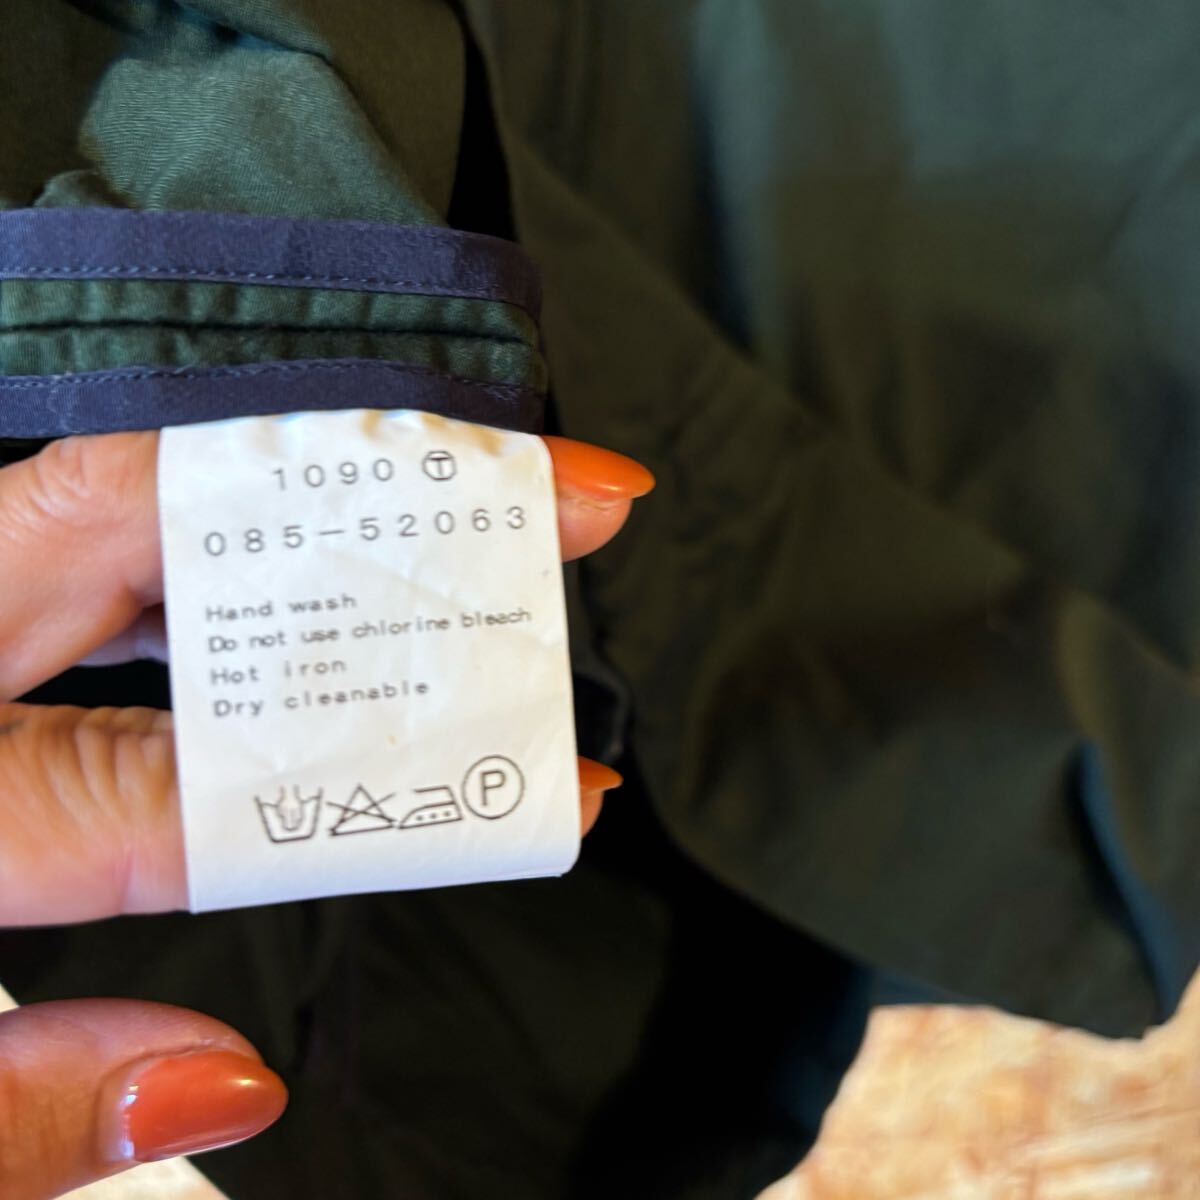 1090 Ⓣ
085-52063
Hand wash
Do not use chlorine bleach
Hot iron
Dry cleanable
P